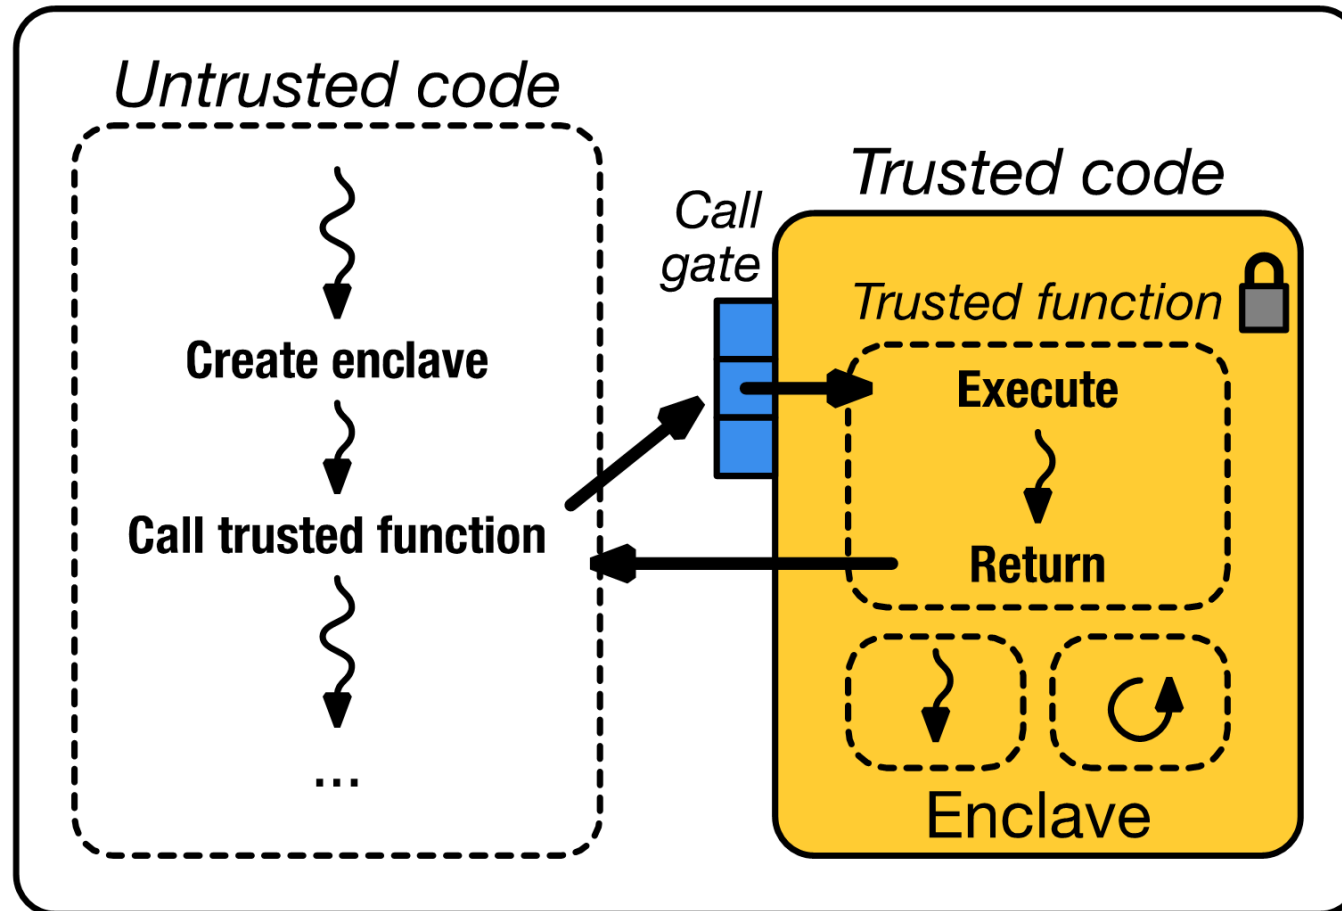 Untrusted code
Create enclave
Call trusted function
...
Call
gate
Trusted code
Trusted function
Execute
Return
Enclave